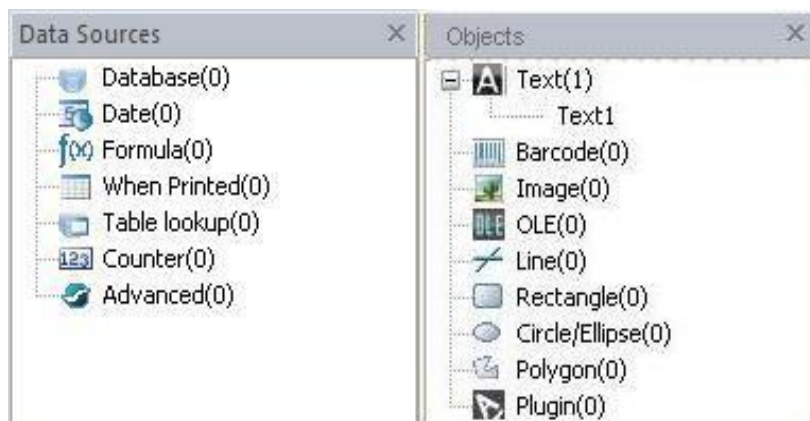 Data Sources
Database(0)
Date(0)
Formula(0)
When Printed(0)
Table lookup(0)
Counter(0)
Advanced(0)
Objects
Text(1)
Text1
Barcode(0)
Image(0)
OLE(0)
Line(0)
Rectangle(0)
Circle/Ellipse(0)
Polygon(0)
Plugin(0)